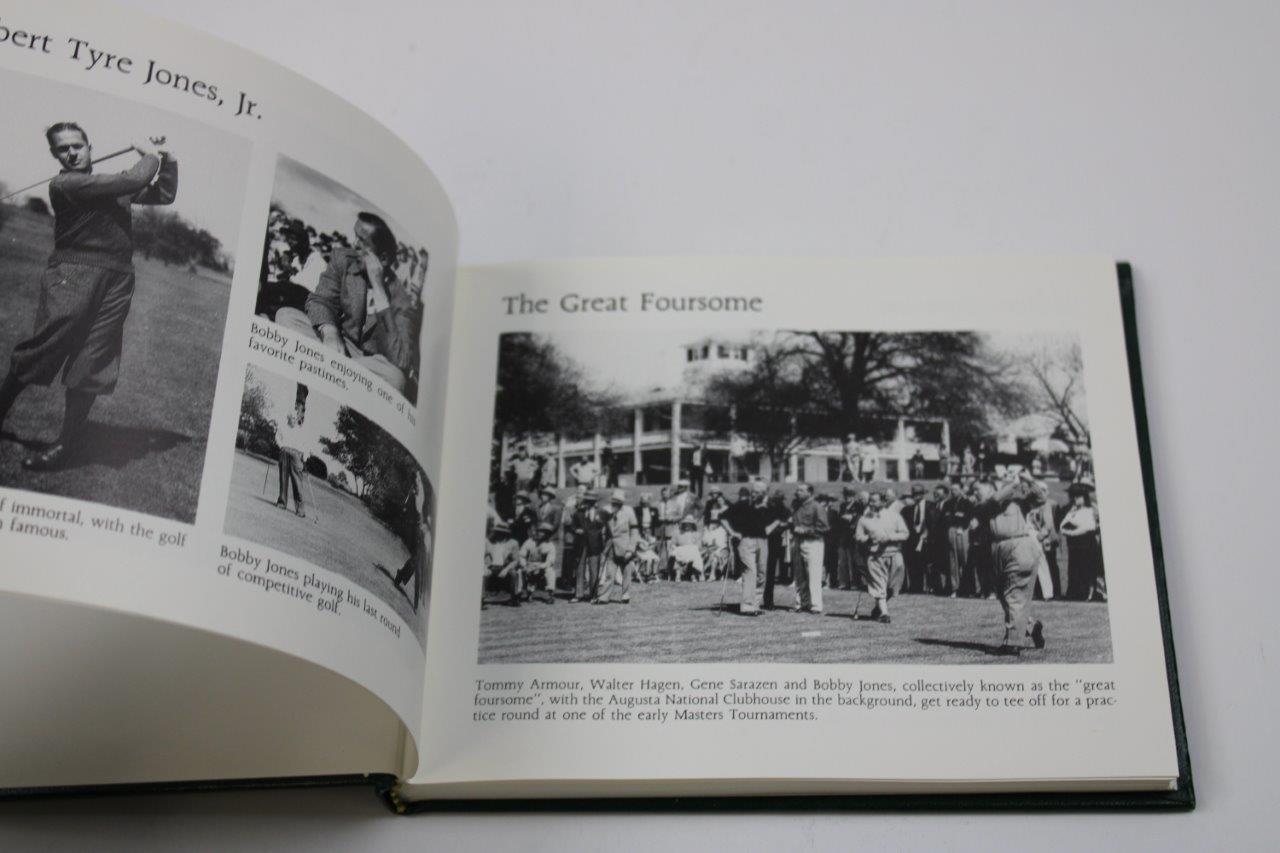 bert Tyre Jones, Jr.
Bobby Jones enjoying one of his
favorite pastimes.
f immortal, with the golf
famous.
Bobby Jones playing his last round
of competitive golf.
The Great Foursome
Tommy Armour, Walter Hagen, Gene Sarazen and Bobby Jones, collectively known as the "great
foursome", with the Augusta National Clubhouse in the background, get ready to tee off for a prac-
tice round at one of the early Masters Tournaments.